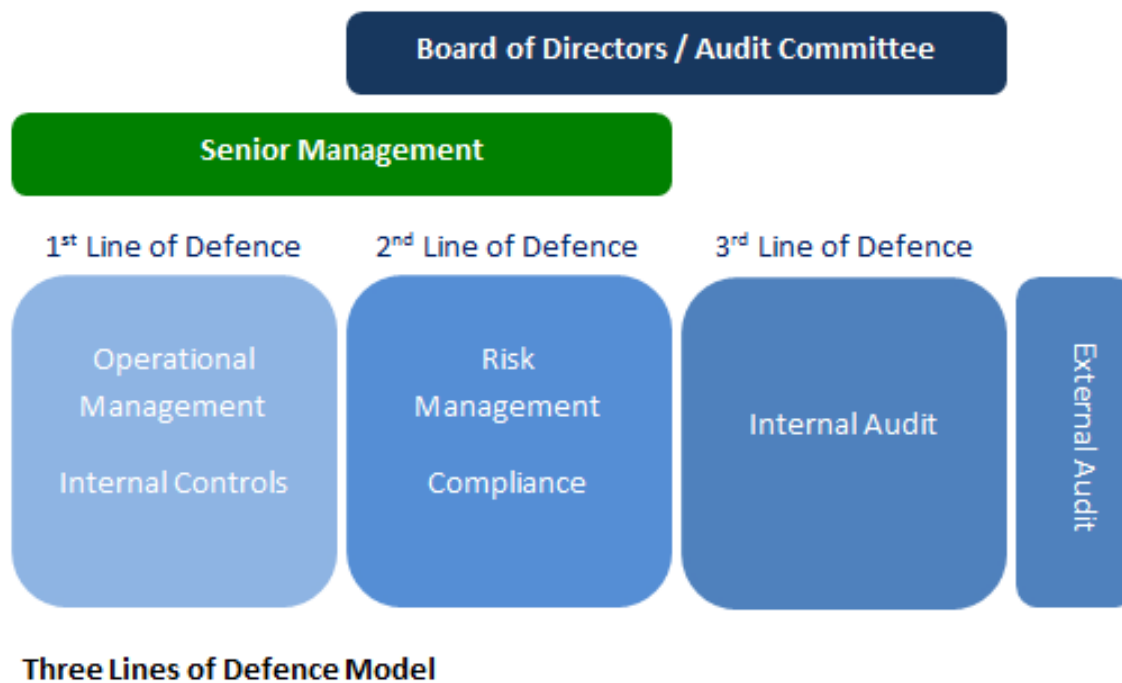 Board of Directors / Audit Committee
Senior Management
1st Line of Defence
2nd Line of Defence
3rd Line of Defence
Operational
Management
Internal Controls
Risk
Management
Compliance
Internal Audit
External Audit
Three Lines of Defence Model